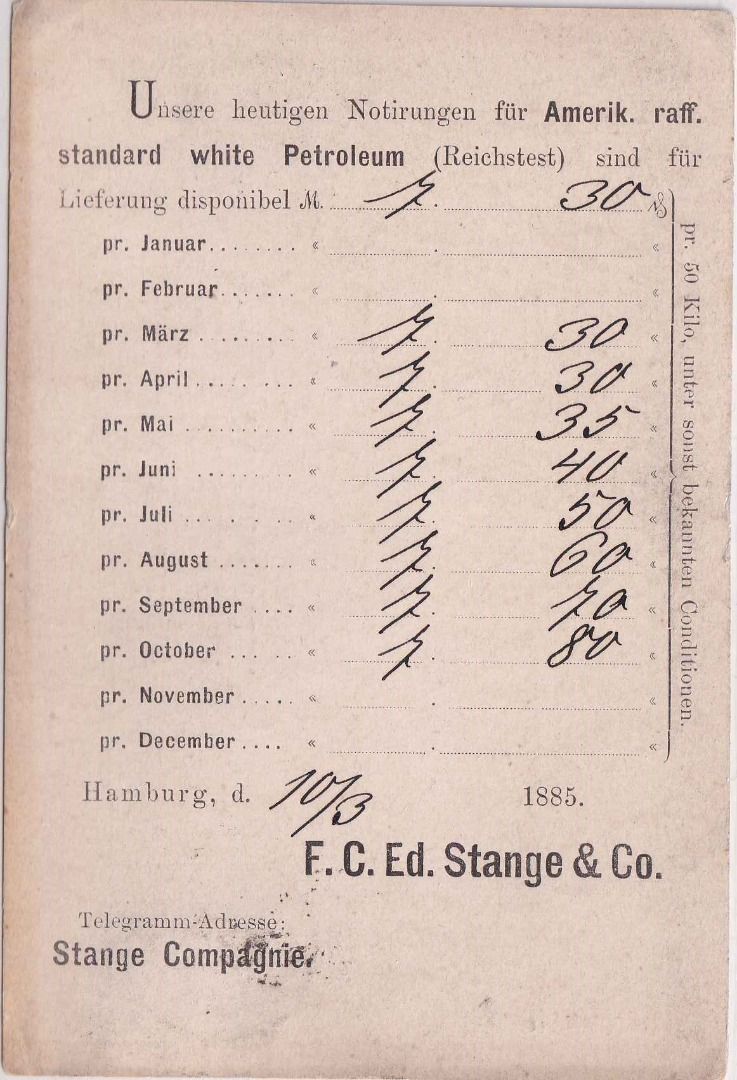 Unsere heutigen Notirungen für Amerik. raff.
standard white Petroleum (Reichstest) sind für
Lieferung disponibel M. 7. 30 ₰
pr. Januar........ « . «
pr. Februar....... « . «
pr. März ........ « 7. 30 «
pr. April......... « 7. 30 «
pr. Mai .......... « 7. 35 «
pr. Juni ......... « 7. 40 «
pr. Juli ... . . ... « 7. 50 «
pr. August ....... « 7. 60 «
pr. September .... « 7. 70 «
pr. October ... ... « 7. 80 «
pr. November ..... « . «
pr. December .... « . «
pr. 50 Kilo, unter sonst bekannten Conditionen.
Hamburg, d. 10/3 1885.
F. C. Ed. Stange & Co.
Telegramm-Adresse:
Stange Compagnie.